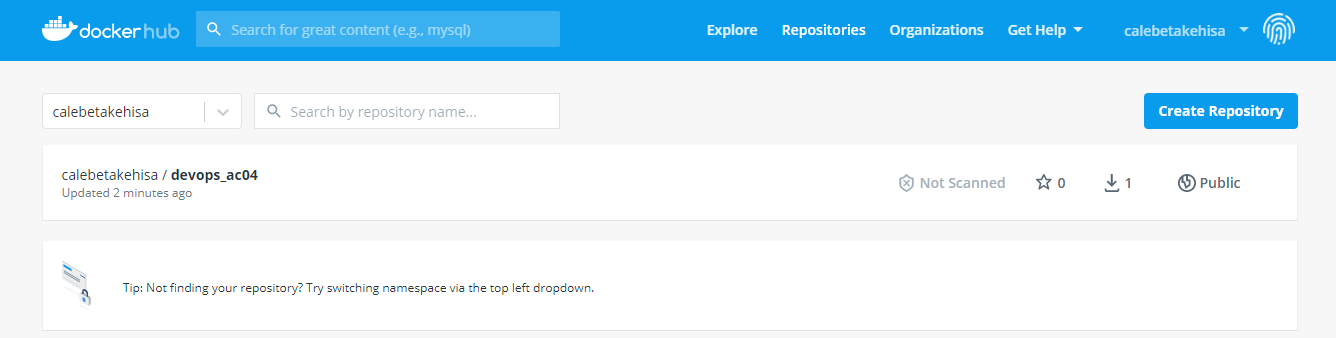 dockerhub Search for great content (e.g., mysql) Explore Repositories Organizations Get Help calebetakehisa
calebetakehisa Search by repository name... Create Repository
calebetakehisa / devops_ac04 Not Scanned 0 1 Public
Updated 2 minutes ago
Tip: Not finding your repository? Try switching namespace via the top left dropdown.